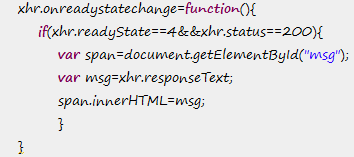 xhr.onreadystatechange=function(){
if(xhr.readyState==4&&xhr.status==200){
var span=document.getElementById("msg");
var msg=xhr.responseText;
span.innerHTML=msg;
}
}